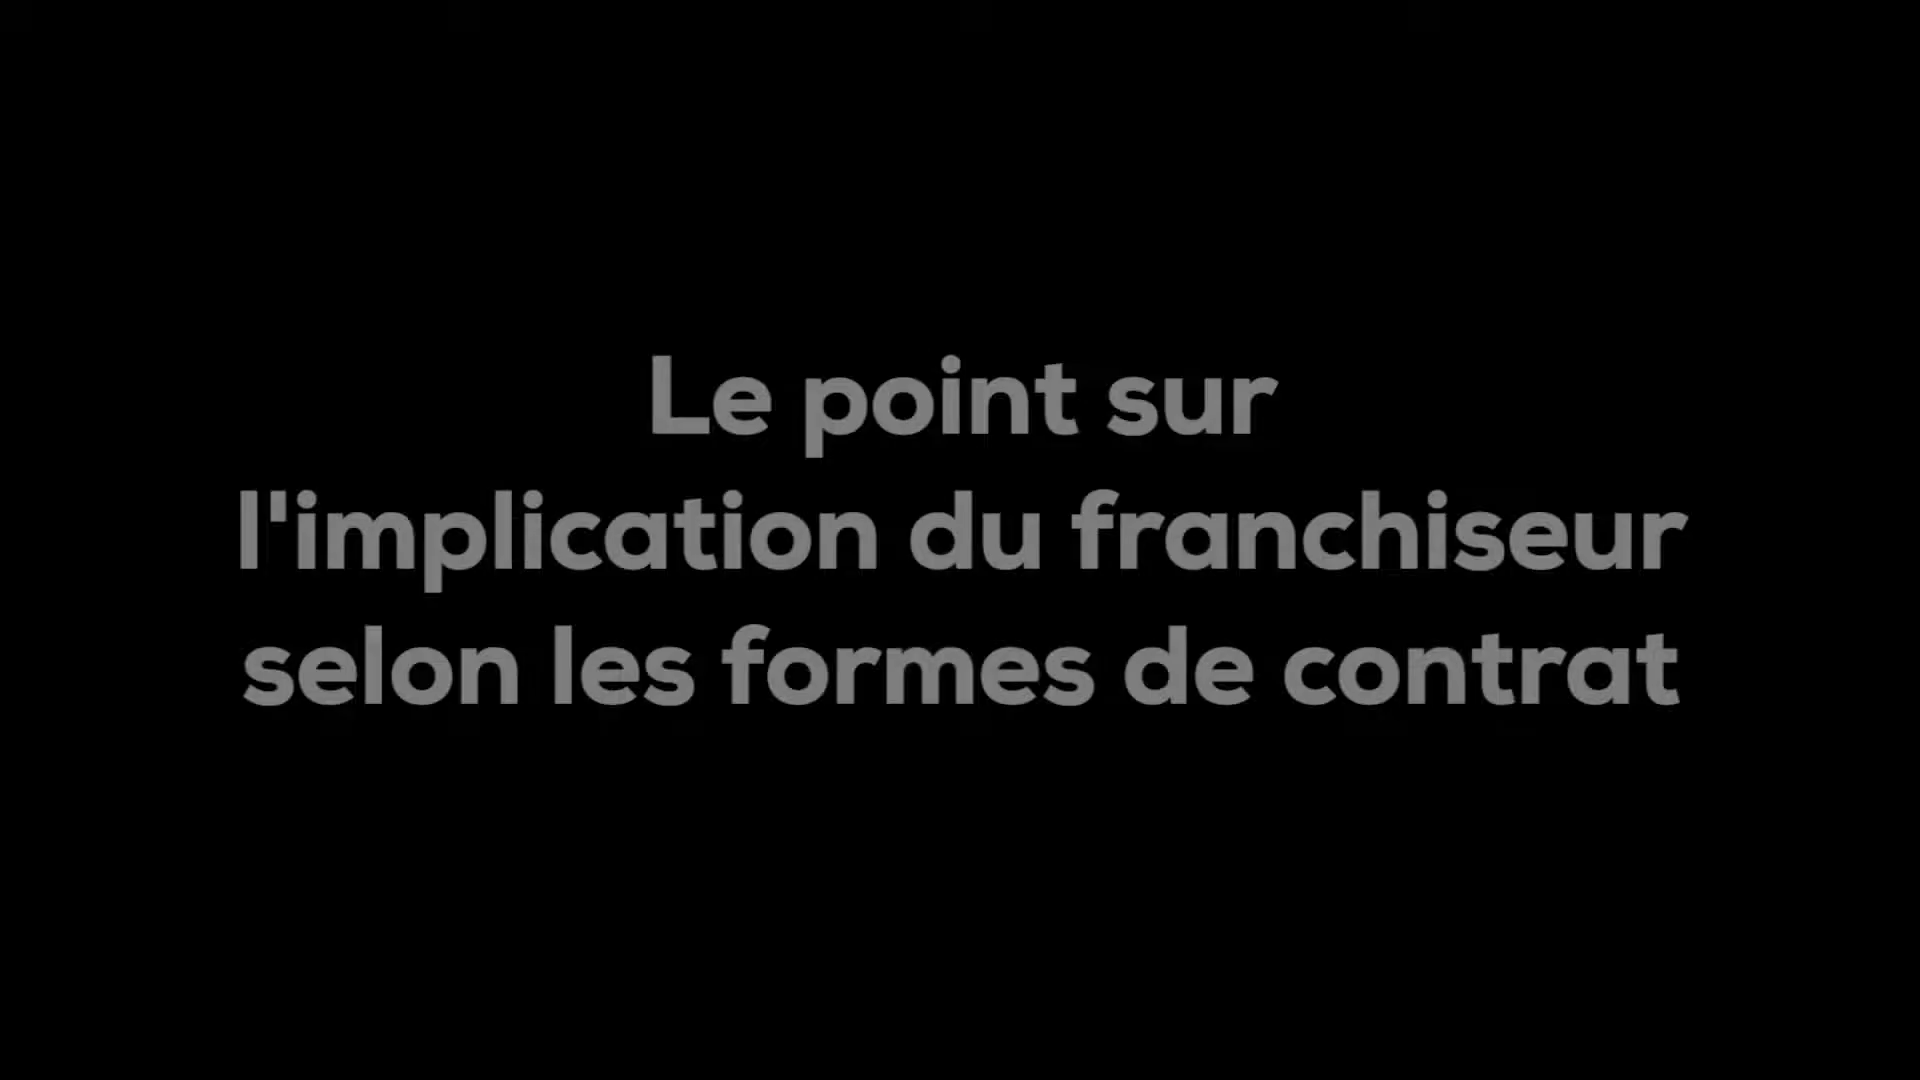 Le point sur
l'implication du franchiseur
selon les formes de contrat